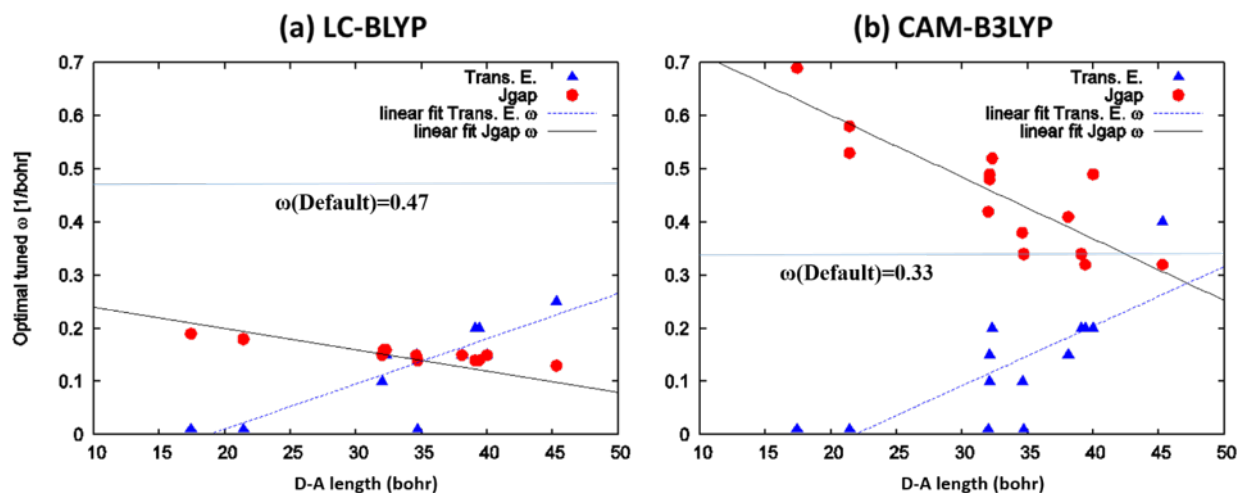 (a) LC-BLYP
Optimal tuned ω [1/bohr]
0.7
0.6
0.5
0.4
0.3
0.2
0.1
0
Trans. E.
Jgap
linear fit Trans. E. ω
linear fit Jgap ω
ω(Default)=0.47
10 15 20 25 30 35 40 45 50
D-A length (bohr)
(b) CAM-B3LYP
0.7
0.6
0.5
0.4
0.3
0.2
0.1
0
Trans. E.
Jgap
linear fit Trans. E. ω
linear fit Jgap ω
ω(Default)=0.33
10 15 20 25 30 35 40 45 50
D-A length (bohr)